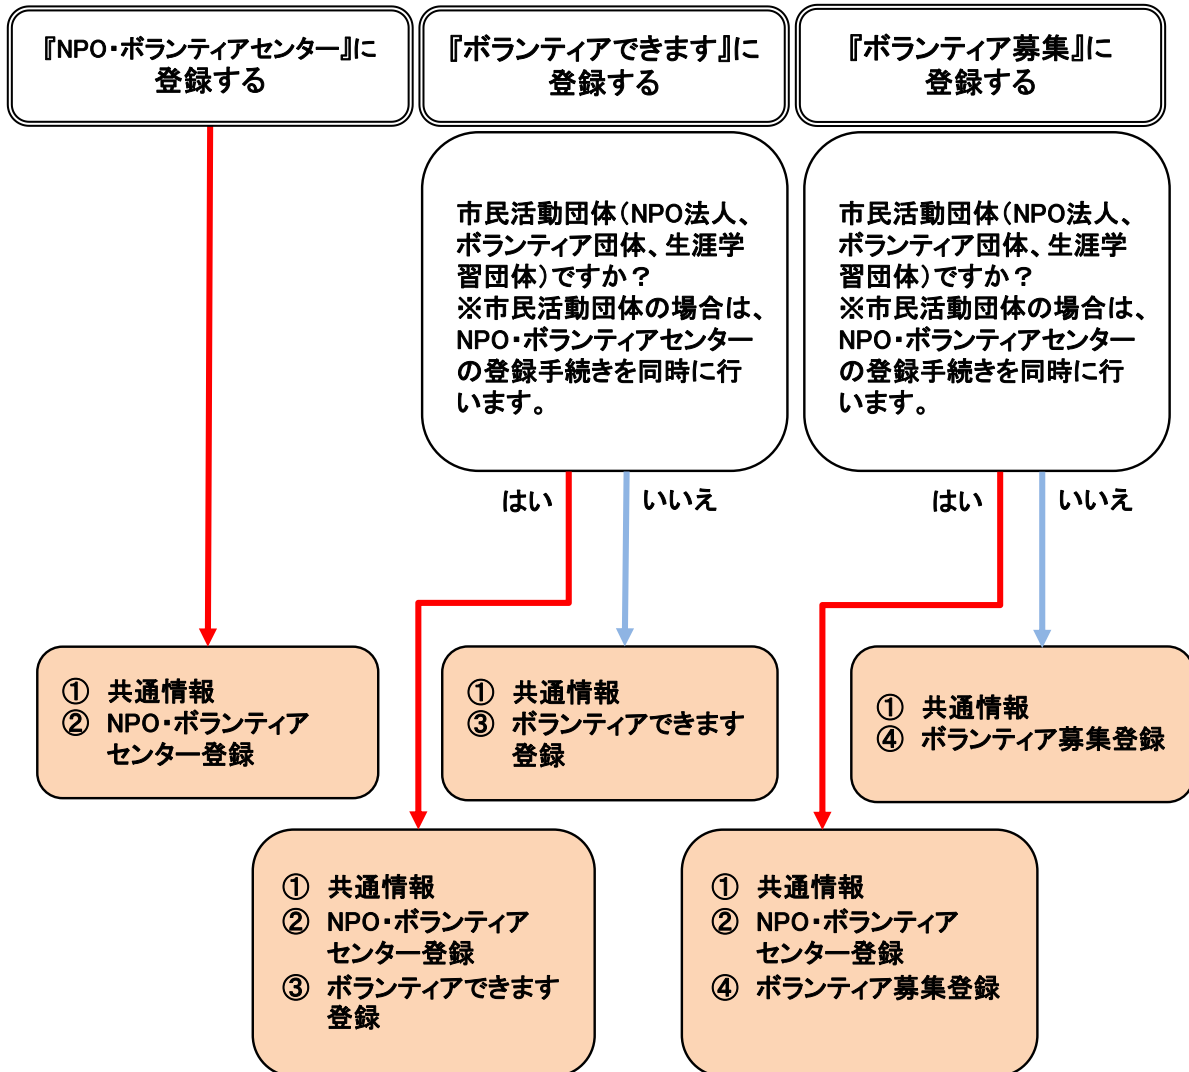 『NPO・ボランティアセンター』に
登録する
『ボランティアできます』に
登録する
『ボランティア募集』に
登録する
市民活動団体（NPO法人、
ボランティア団体、生涯学
習団体）ですか？
※市民活動団体の場合は、
NPO・ボランティアセンター
の登録手続きを同時に行
います。
市民活動団体（NPO法人、
ボランティア団体、生涯学
習団体）ですか？
※市民活動団体の場合は、
NPO・ボランティアセンター
の登録手続きを同時に行
います。
はい
いいえ
はい
いいえ
① 共通情報
② NPO・ボランティア
センター登録
① 共通情報
③ ボランティアできます
登録
① 共通情報
④ ボランティア募集登録
① 共通情報
② NPO・ボランティア
センター登録
③ ボランティアできます
登録
① 共通情報
② NPO・ボランティア
センター登録
④ ボランティア募集登録